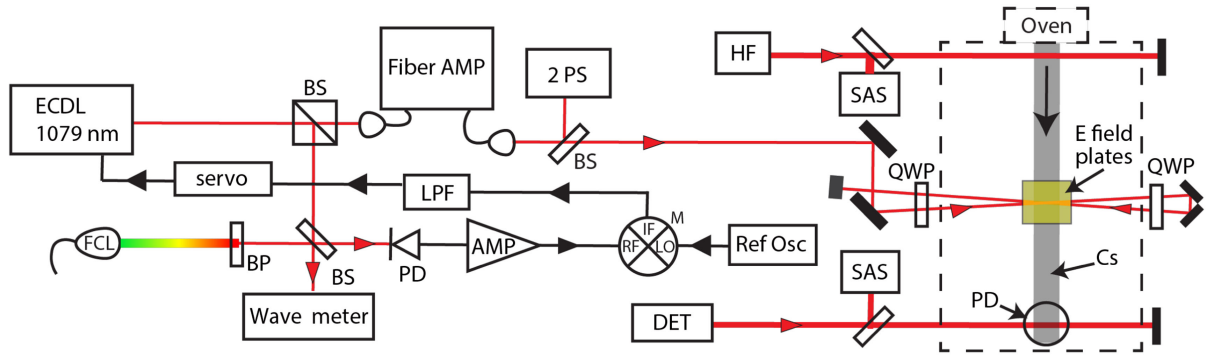 ECDL
1079 nm
BS
Fiber AMP
2 PS
BS
HF
SAS
Oven
E field
plates
QWP
QWP
servo
LPF
FCL
BP
BS
PD
AMP
M
IF
RF
LO
Ref Osc
Wave meter
SAS
DET
PD
Cs